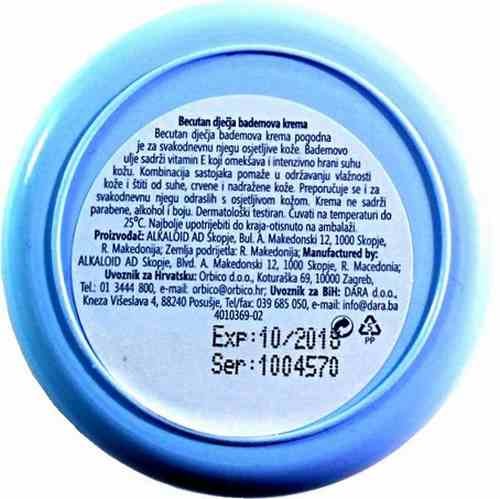 Becutan dječja bademova krema
Becutan dječja bademova krema pogodna
je za svakodnevnu njegu osjetljive kože. Bademovo
ulje sadrži vitamin E koji omekšava i intenzivno hrani suhu
kožu. Kombinacija sastojaka pomaže u održavanju vlažnosti
kože i štiti od suhe, crvene i nadražene kože. Preporučuje se i za
svakodnevnu njegu odraslih s osjetljivom kožom. Krema ne sadrži
parabene, alkohol i boju. Dermatološki testiran. Čuvati na temperaturi do
25°C. Najbolje upotrijebiti do kraja-otisnuto na ambalaži.
Proizvođač: ALKALOID AD Skopje, Bul. A. Makedonski 12, 1000 Skopje,
R. Makedonija; Zemlja podrijetla: R. Makedonija; Manufactured by:
ALKALOID AD Skopje, Blvd. A. Makedonski 12, 1000 Skopje, R. Macedonia;
Uvoznik za Hrvatsku: Orbico d.o.o., Koturaška 69, 10000 Zagreb,
Tel.: 01 3444 800, e-mail: orbico@orbico.hr; Uvoznik za BiH: DARA d.o.o.,
Kneza Višeslava 4, 88240 Posušje, Tel/fax: 039 685 050, e-mail: info@dara.ba
4010369-02
Exp:10/2018
Ser:1004570
5
PP